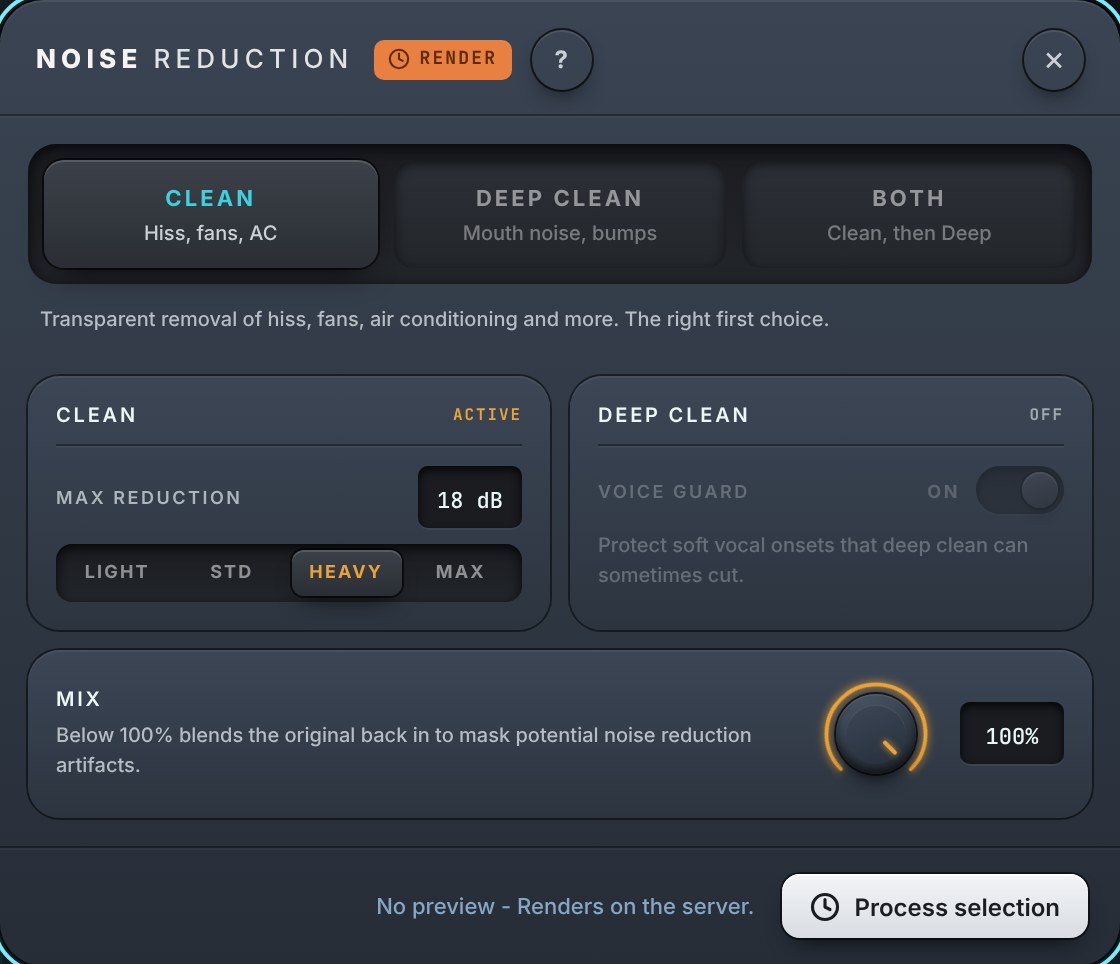 NOISE REDUCTION RENDER ?
CLEAN
Hiss, fans, AC
DEEP CLEAN
Mouth noise, bumps
BOTH
Clean, then Deep
Transparent removal of hiss, fans, air conditioning and more. The right first choice.
CLEAN ACTIVE
MAX REDUCTION 18 dB
LIGHT STD HEAVY MAX
DEEP CLEAN OFF
VOICE GUARD ON
Protect soft vocal onsets that deep clean can
sometimes cut.
MIX
Below 100% blends the original back in to mask potential noise reduction
artifacts.
100%
No preview - Renders on the server.
Process selection